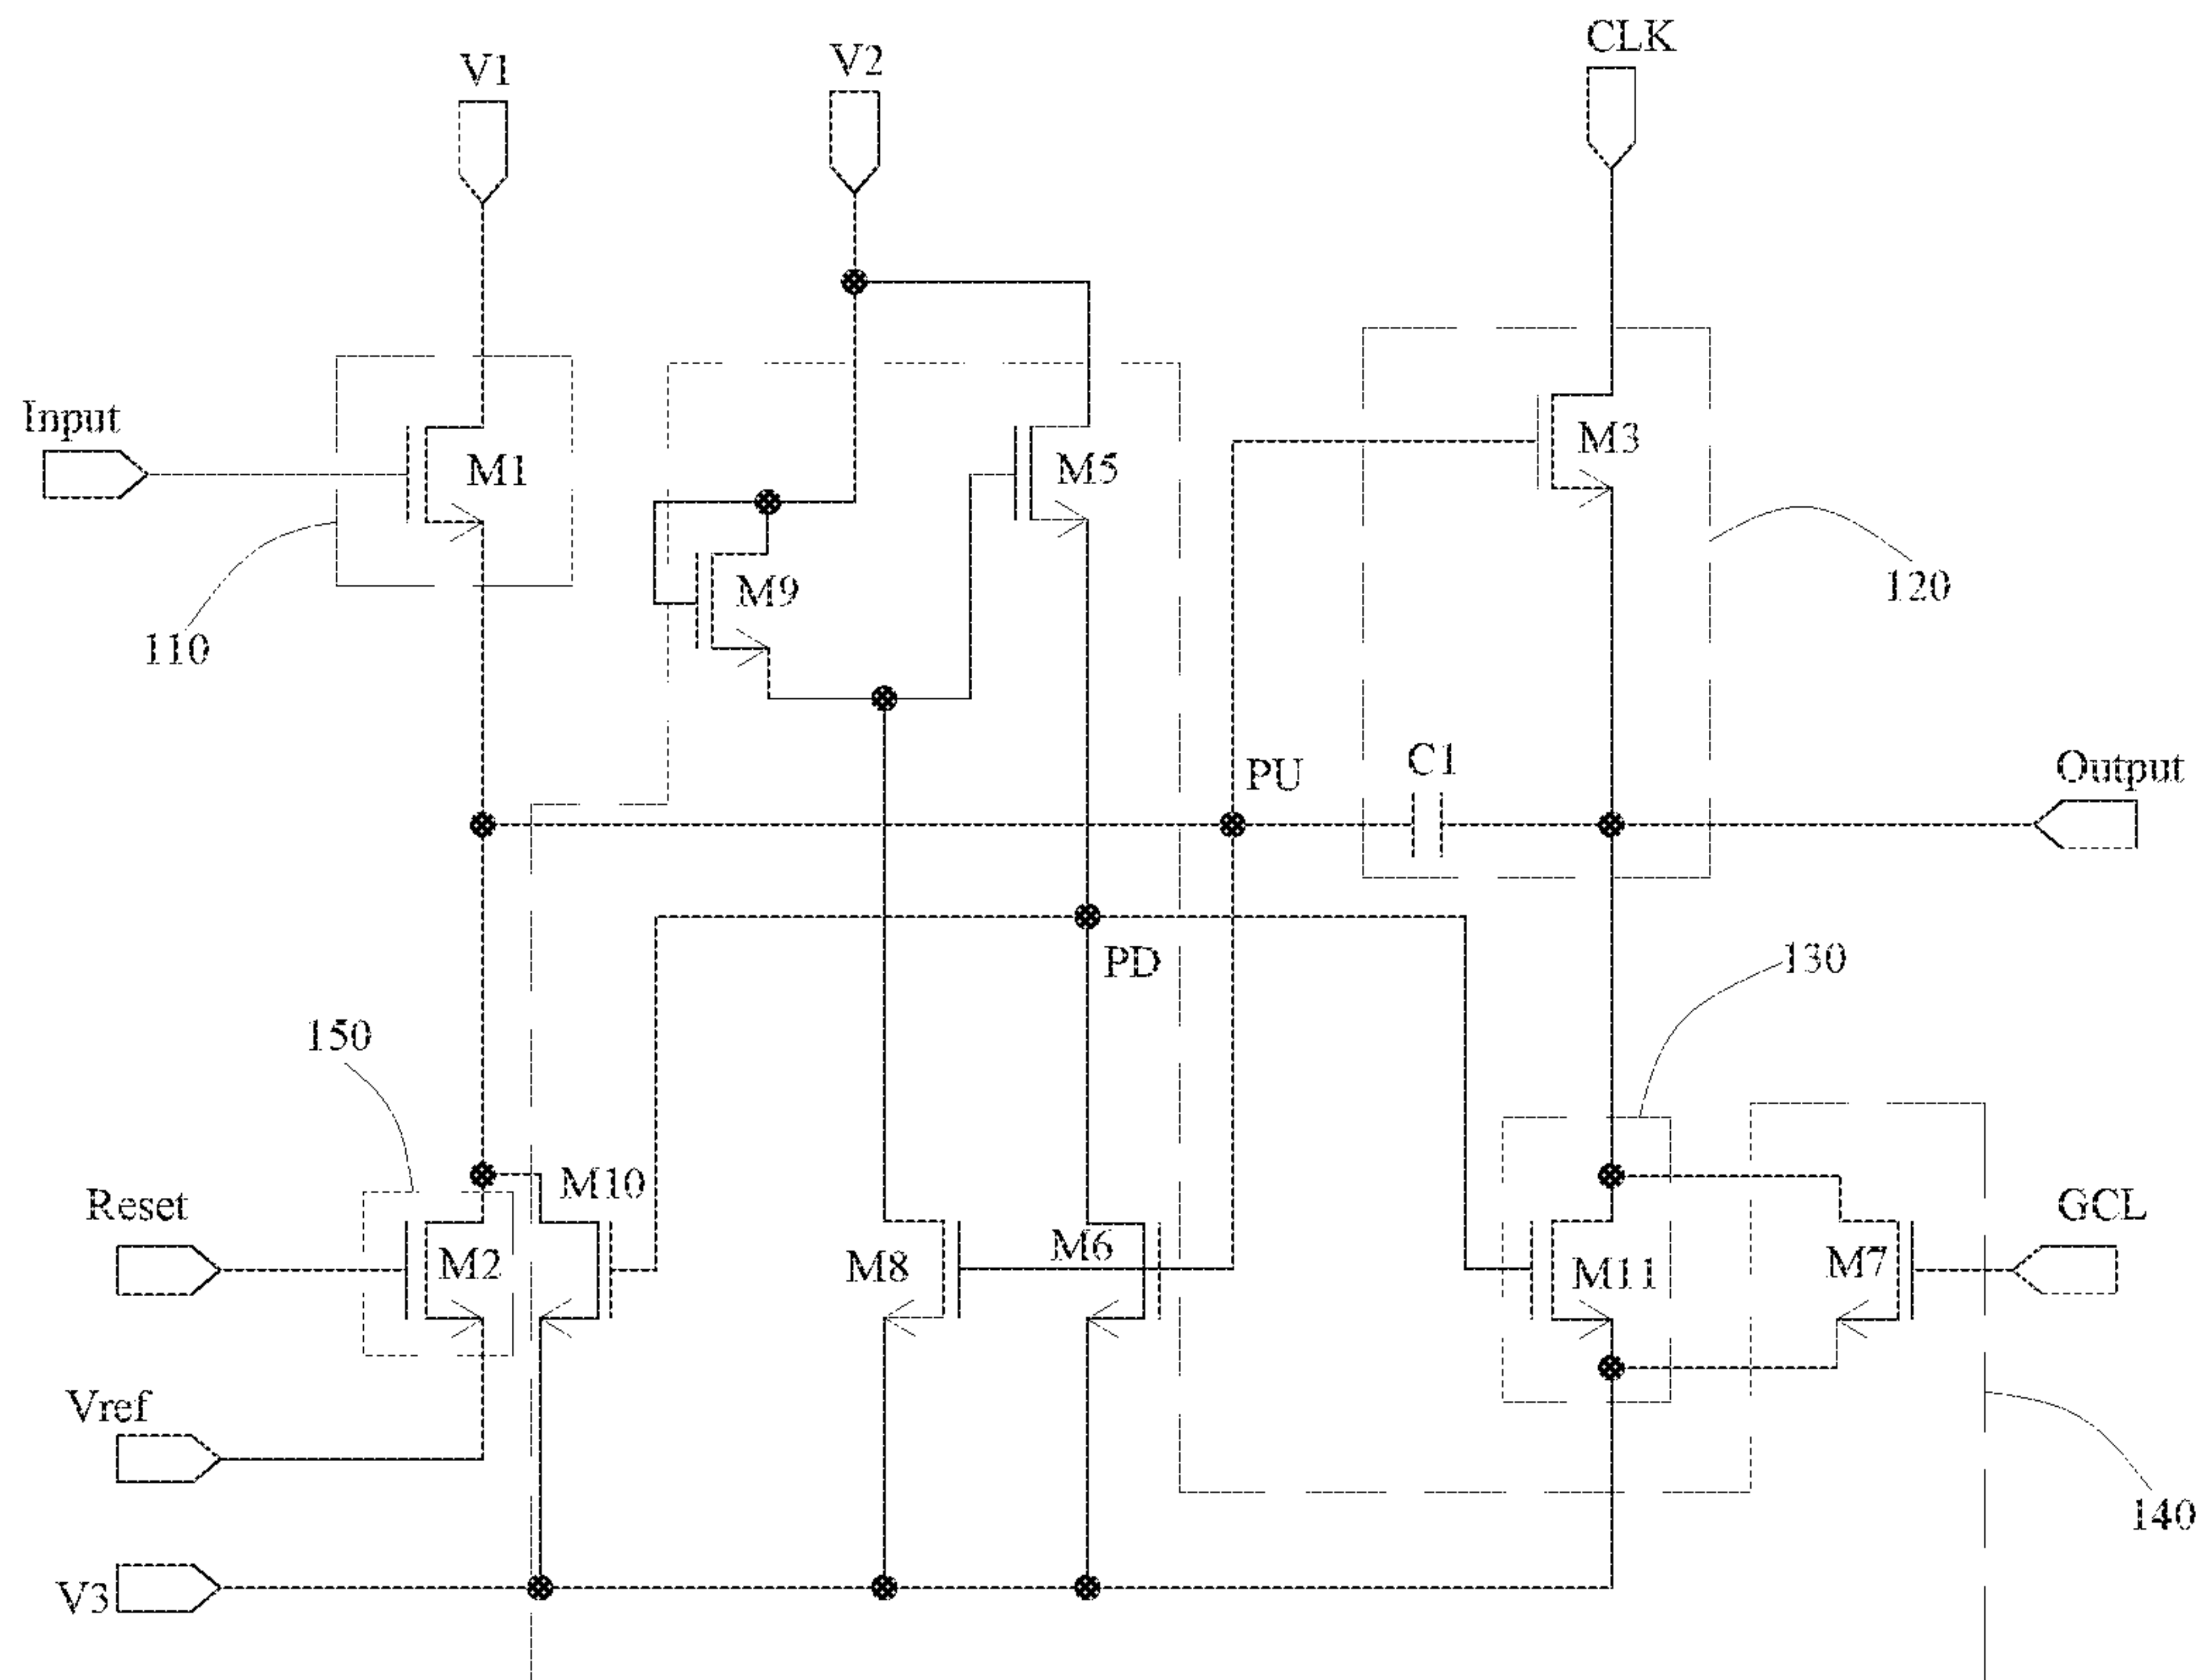 CLK
V2
V1
Input
M3
M1
M5
M9
120
110
C1
PU
Output
PD
130
150
M10
Reset
GCL
M2
M8
M6
M11
M7
Vref
140
V3